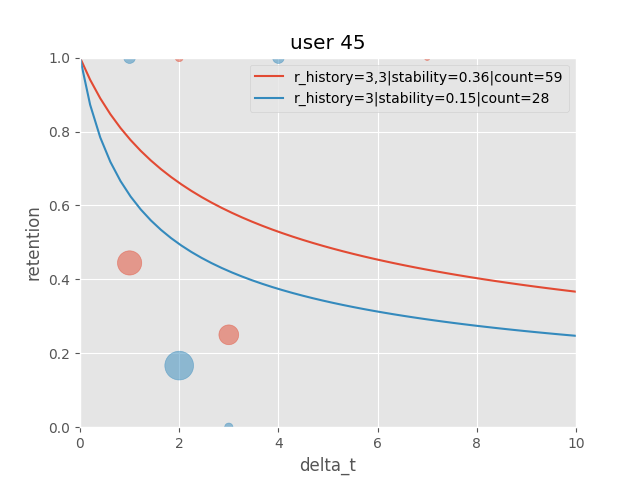 user 45
r_history=3,3|stability=0.36|count=59
r_history=3|stability=0.15|count=28
retention
1.0
0.8
0.6
0.4
0.2
0.0
0 2 4 6 8 10
delta_t